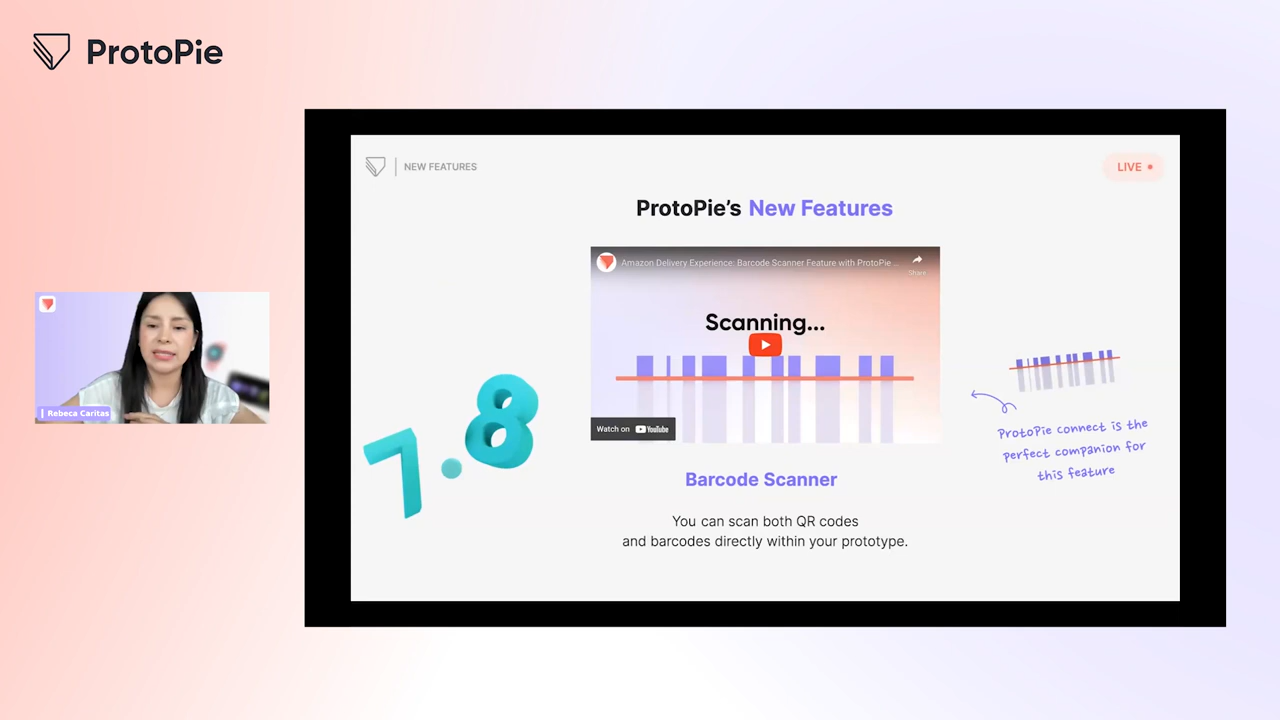 ProtoPie
NEW FEATURES
LIVE
ProtoPie's New Features
Amazon Delivery Experience: Barcode Scanner Feature with ProtoPie ...
Share
Scanning...
Watch on YouTube
7.8
ProtoPie connect is the
perfect companion for
this feature
Barcode Scanner
You can scan both QR codes
and barcodes directly within your prototype.
Rebeca Caritas